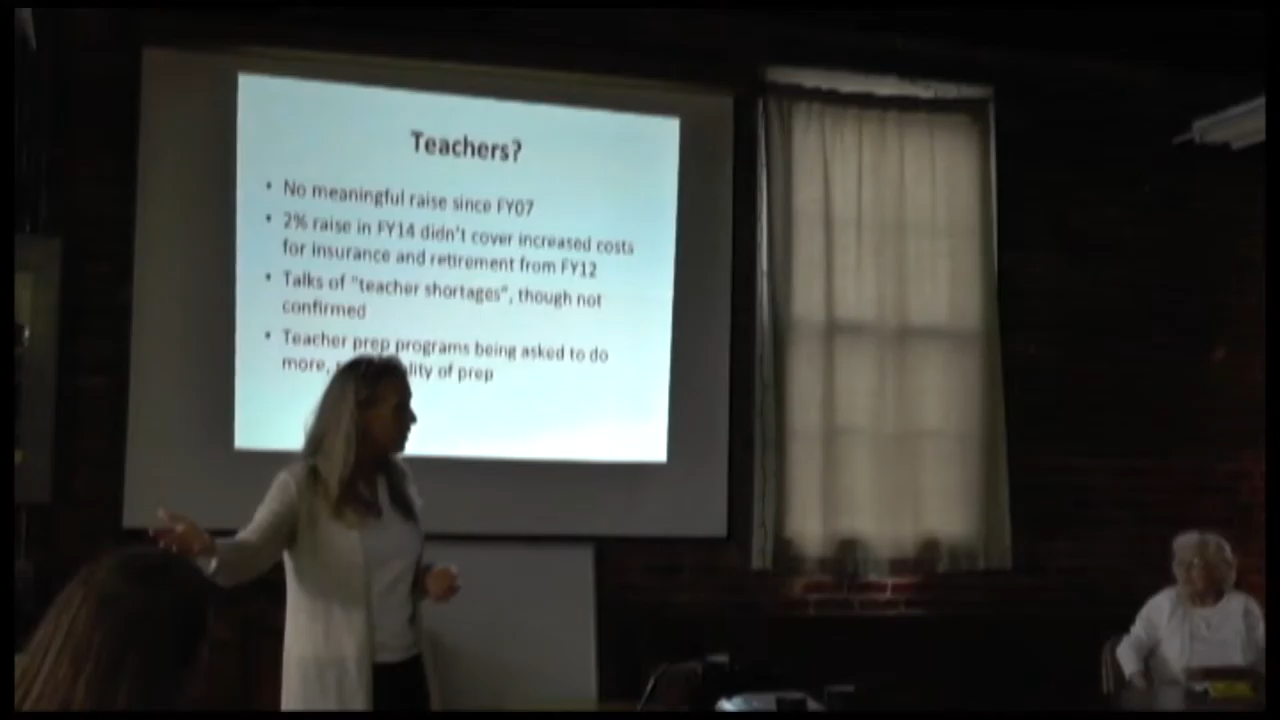 Teachers?
• No meaningful raise since FY07
• 2% raise in FY14 didn't cover increased costs
for insurance and retirement from FY12
• Talks of "teacher shortages", though not
confirmed
• Teacher prep programs being asked to do
more, of prep